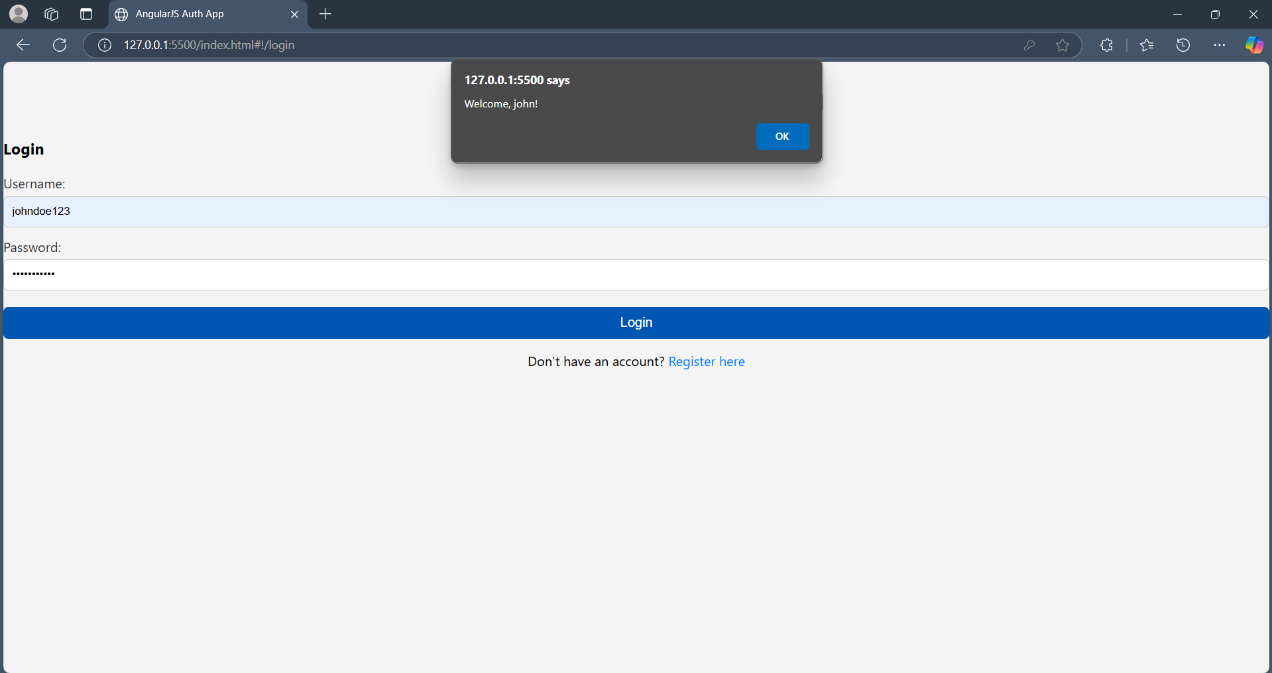 AngularJS Auth App
127.0.0.1:5500/index.html#!/login
127.0.0.1:5500 says
Welcome, john!
OK
Login
Username:
johndoe123
Password:
•••••••••••
Login
Don't have an account? Register here